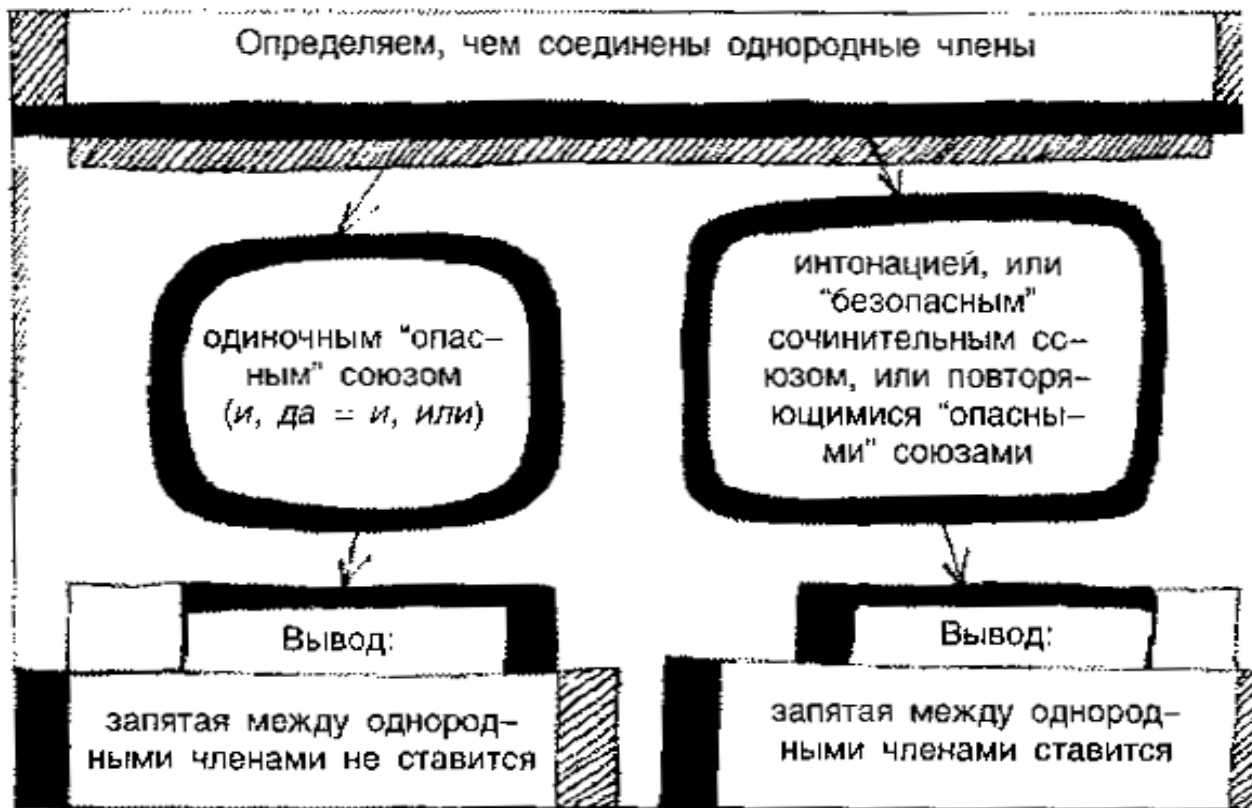 Определяем, чем соединены однородные члены
одиночным "опас-
ным" союзом
(и, да = и, или)
интонацией, или
"безопасным"
сочинительным со-
юзом, или повторя-
ющимися "опасны-
ми" союзами
Вывод:
запятая между однород-
ными членами не ставится
Вывод:
запятая между однород-
ными членами ставится